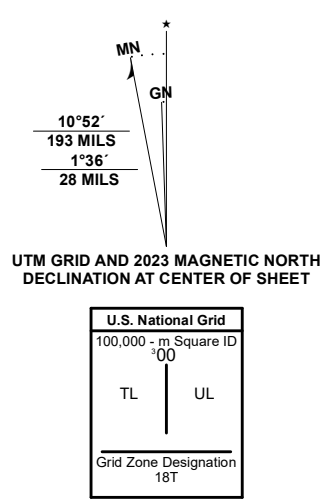 ★
MN
GN
10°52´
193 MILS
1°36´
28 MILS
UTM GRID AND 2023 MAGNETIC NORTH
DECLINATION AT CENTER OF SHEET
U.S. National Grid
100,000 - m Square ID
³00
TL UL
Grid Zone Designation
18T